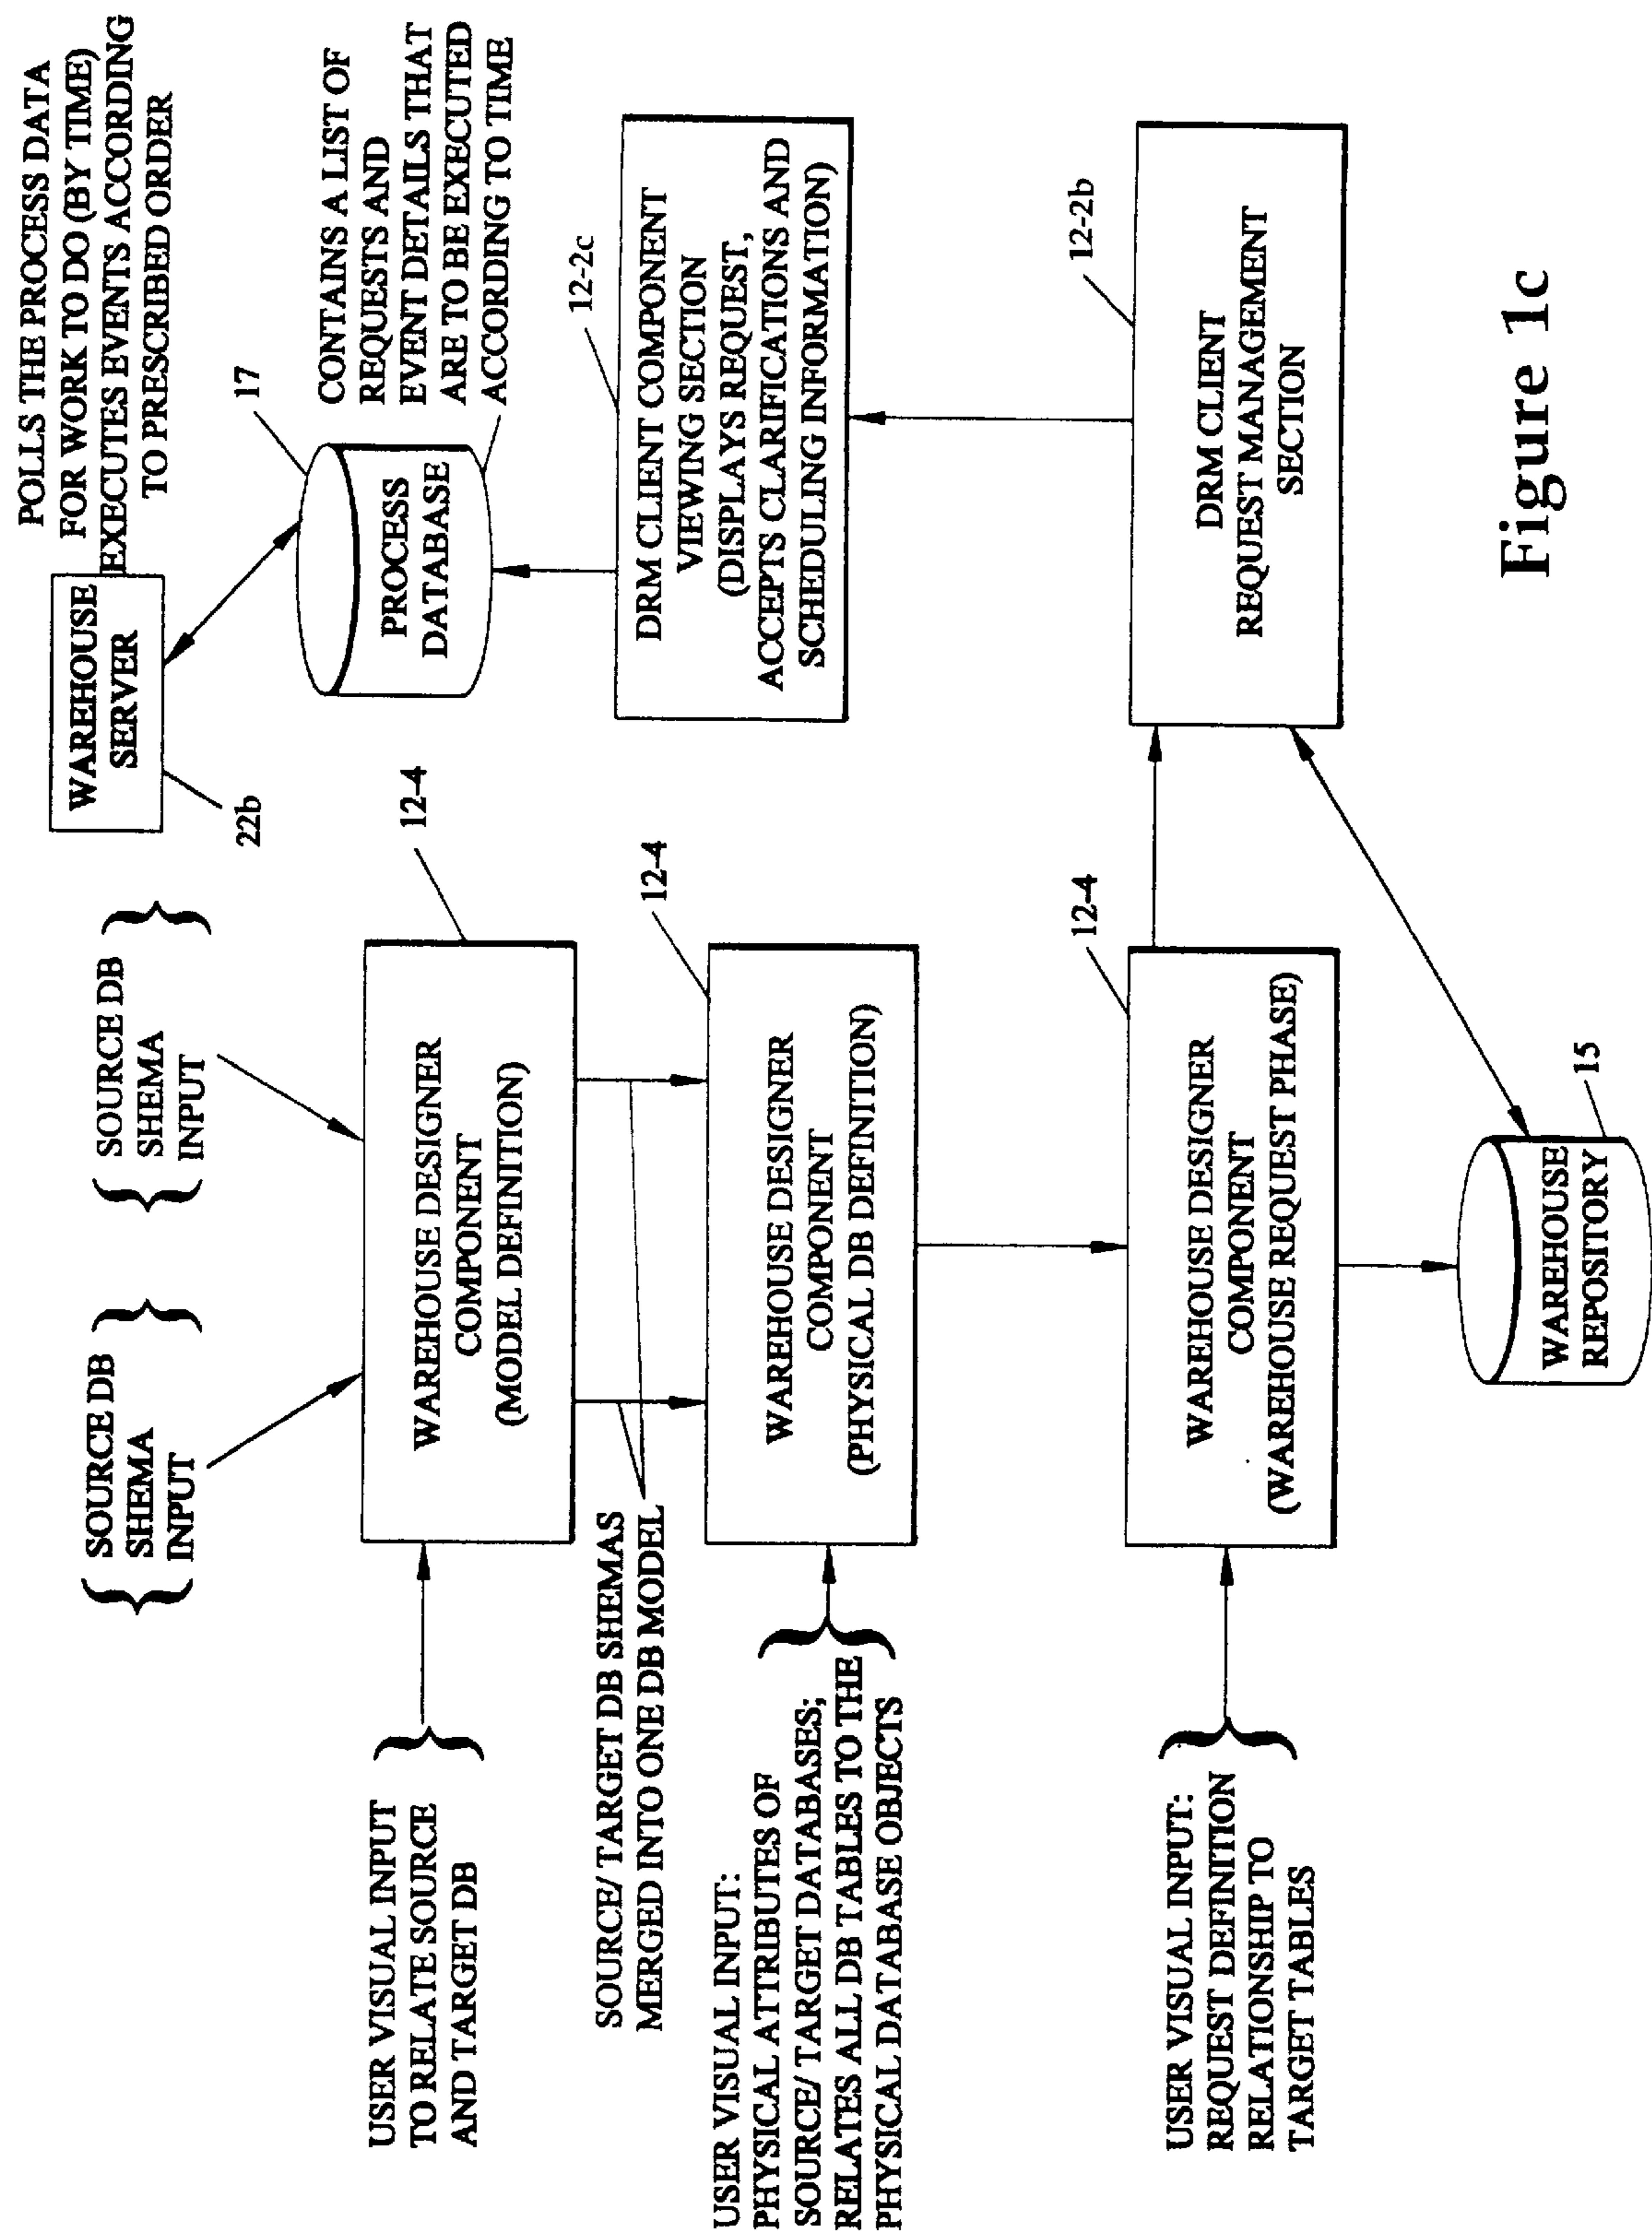 SOURCE DB
SHEMA
INPUT
SOURCE DB
SHEMA
INPUT
USER VISUAL INPUT
TO RELATE SOURCE
AND TARGET DB
WAREHOUSE DESIGNER
COMPONENT
(MODEL DEFINITION)
12-4
SOURCE/ TARGET DB SHEMAS
MERGED INTO ONE DB MODEL
USER VISUAL INPUT:
PHYSICAL ATTRIBUTES OF
SOURCE/ TARGET DATABASES;
RELATES ALL DB TABLES TO THE
PHYSICAL DATABASE OBJECTS
WAREHOUSE DESIGNER
COMPONENT
(PHYSICAL DB DEFINITION)
12-4
USER VISUAL INPUT:
REQUEST DEFINITION
RELATIONSHIP TO
TARGET TABLES
WAREHOUSE DESIGNER
COMPONENT
(WAREHOUSE REQUEST PHASE)
12-4
WAREHOUSE
REPOSITORY
15
WAREHOUSE
SERVER
22b
POLLS THE PROCESS DATA
FOR WORK TO DO (BY TIME)
EXECUTES EVENTS ACCORDING
TO PRESCRIBED ORDER
PROCESS
DATABASE
17
CONTAINS A LIST OF
REQUESTS AND
EVENT DETAILS THAT
ARE TO BE EXECUTED
ACCORDING TO TIME
12-2c
DRM CLIENT COMPONENT
VIEWING SECTION
(DISPLAYS REQUEST,
ACCEPTS CLARIFICATIONS AND
SCHEDULING INFORMATION)
12-2b
DRM CLIENT
REQUEST MANAGEMENT
SECTION
Figure 1c